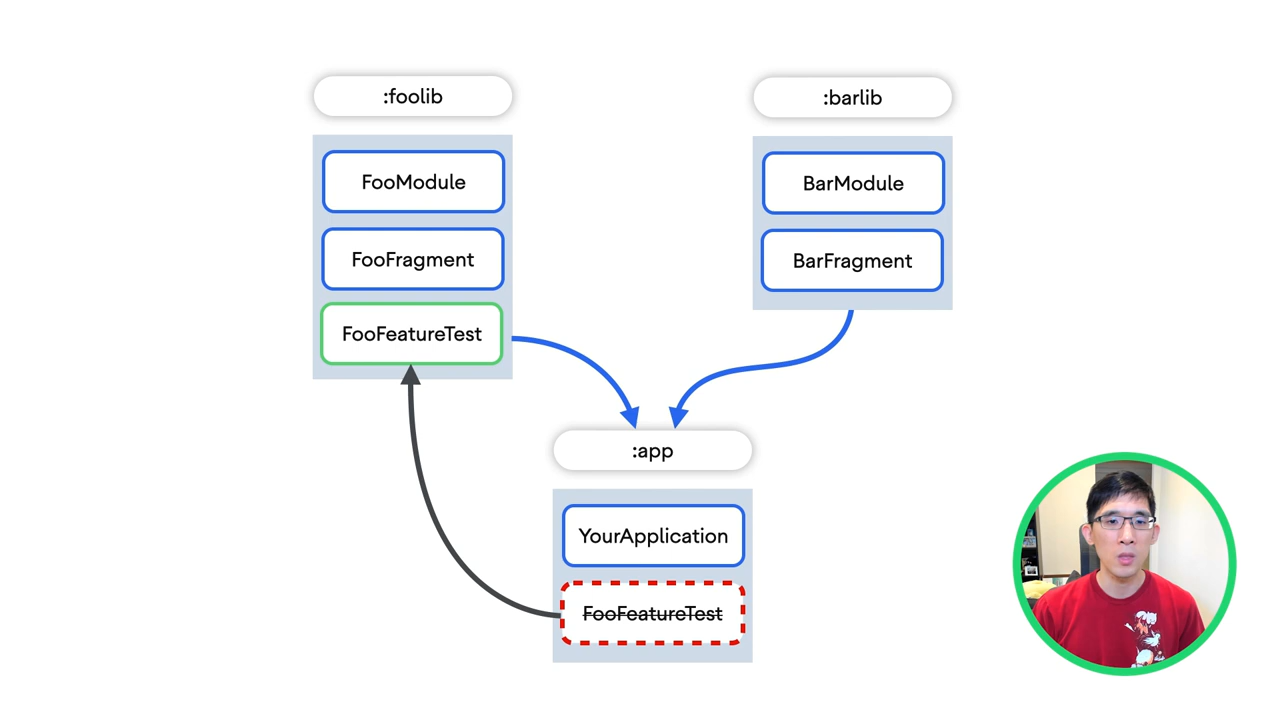 :foolib
FooModule
FooFragment
FooFeatureTest
:barlib
BarModule
BarFragment
:app
YourApplication
FooFeatureTest